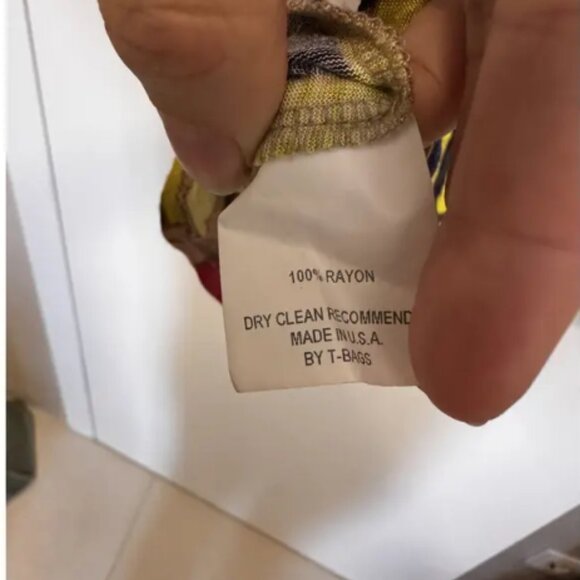 100% RAYON
DRY CLEAN RECOMMEND
MADE IN U.S.A.
BY T-BAGS